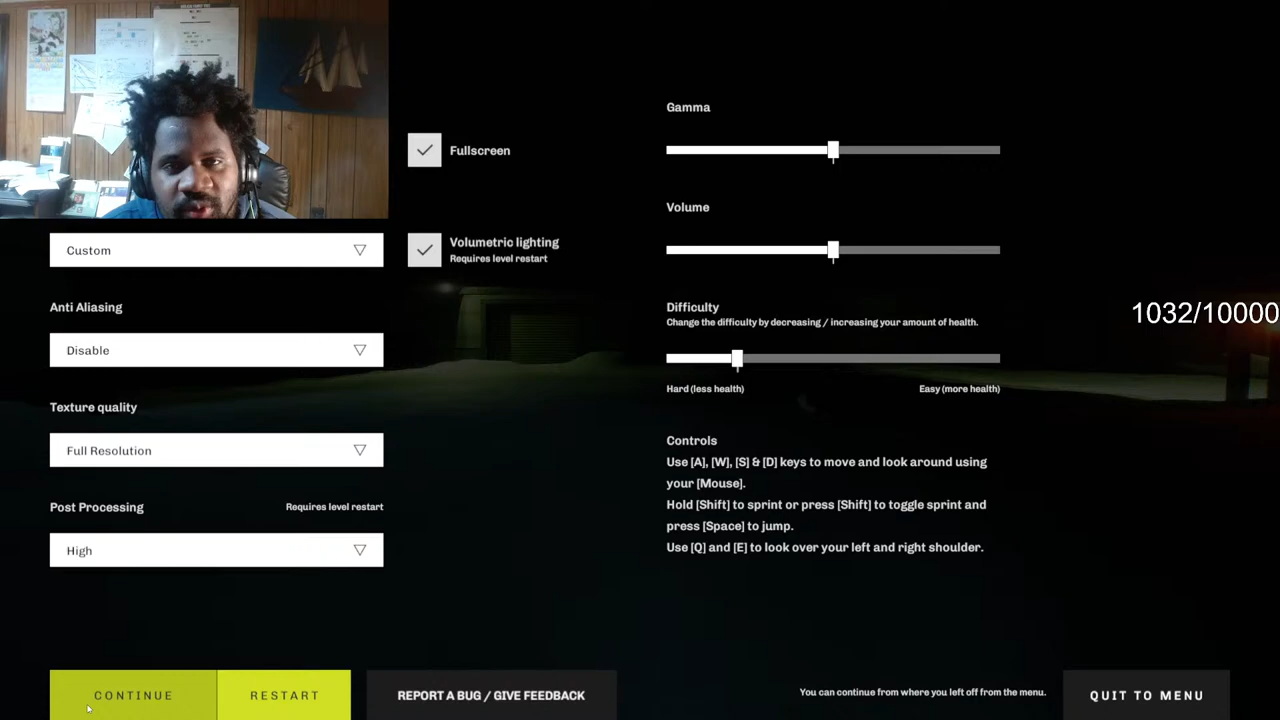 Fullscreen
Custom
Volumetric lighting
Requires level restart
Anti Aliasing
Disable
Texture quality
Full Resolution
Post Processing
Requires level restart
High
Gamma
Volume
Difficulty
Change the difficulty by decreasing / increasing your amount of health.
Hard (less health)
Easy (more health)
1032/10000
Controls
Use [A], [W], [S] & [D] keys to move and look around using
your [Mouse].
Hold [Shift] to sprint or press [Shift] to toggle sprint and
press [Space] to jump.
Use [Q] and [E] to look over your left and right shoulder.
CONTINUE
RESTART
REPORT A BUG / GIVE FEEDBACK
You can continue from where you left off from the menu.
QUIT TO MENU